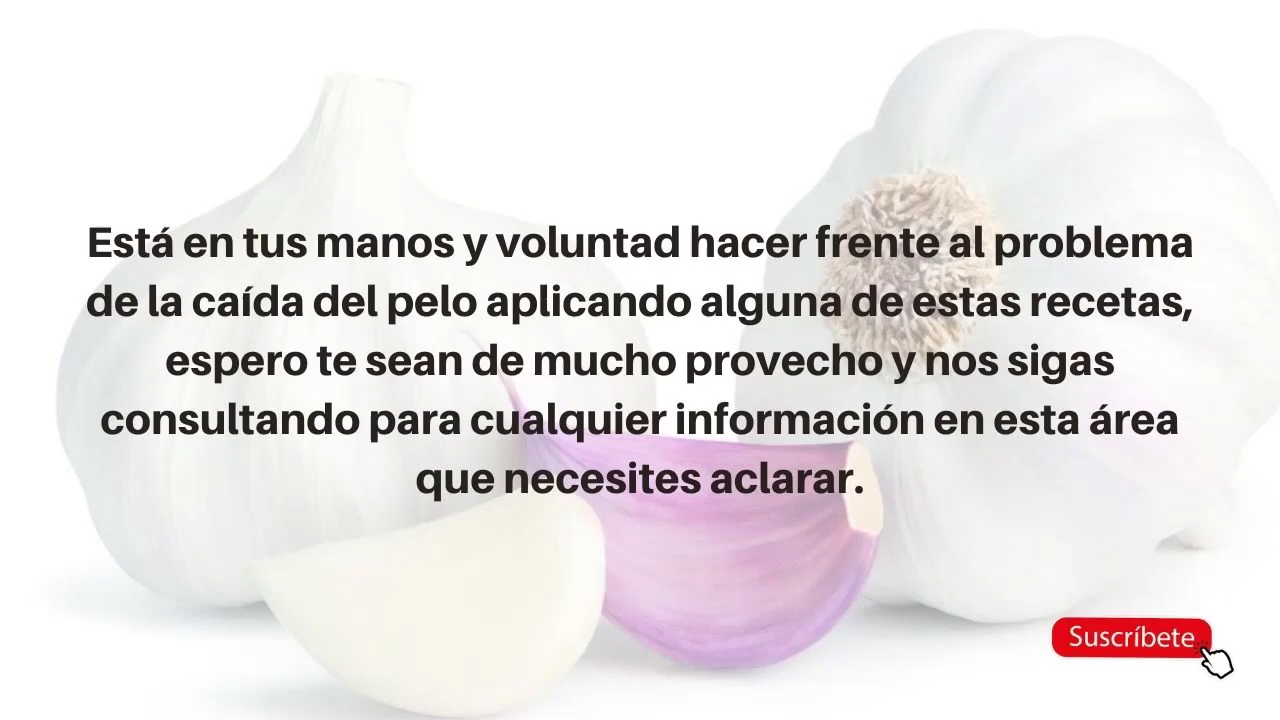 Está en tus manos y voluntad hacer frente al problema
de la caída del pelo aplicando alguna de estas recetas,
espero te sean de mucho provecho y nos sigas
consultando para cualquier información en esta área
que necesites aclarar.
Suscríbete